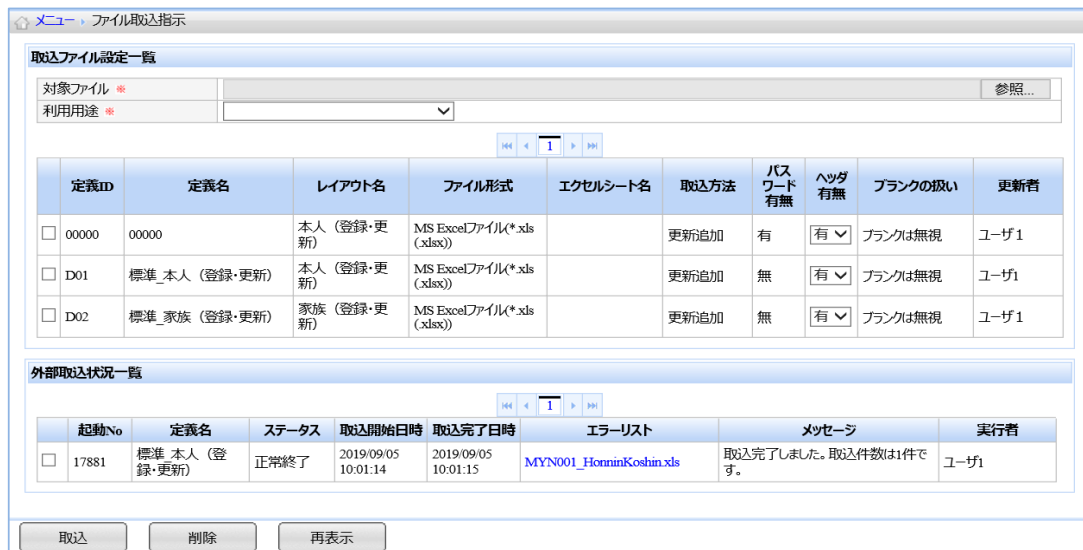 メニュー › ファイル取込指示
取込ファイル設定一覧
対象ファイル ※ 参照...
利用用途 ※
1
定義ID 定義名 レイアウト名 ファイル形式 エクセルシート名 取込方法 パス ヘッダ ブランクの扱い 更新者
ワード 有無
有無
00000 00000 本人（登録・更 MS Excelファイル(*.xls 更新追加 有 有 ブランクは無視 ユーザ1
新） (.xlsx))
D01 標準_本人（登録・更新） 本人（登録・更 MS Excelファイル(*.xls 更新追加 無 有 ブランクは無視 ユーザ1
新） (.xlsx))
D02 標準_家族（登録・更新） 家族（登録・更 MS Excelファイル(*.xls 更新追加 無 有 ブランクは無視 ユーザ1
新） (.xlsx))
外部取込状況一覧
1
起動No 定義名 ステータス 取込開始日時 取込完了日時 エラーリスト メッセージ 実行者
17881 標準_本人（登 正常終了 2019/09/05 2019/09/05 MYN001_HonninKoshin.xls 取込完了しました。取込件数は1件で ユーザ1
録・更新） 10:01:14 10:01:15 す。
取込 削除 再表示